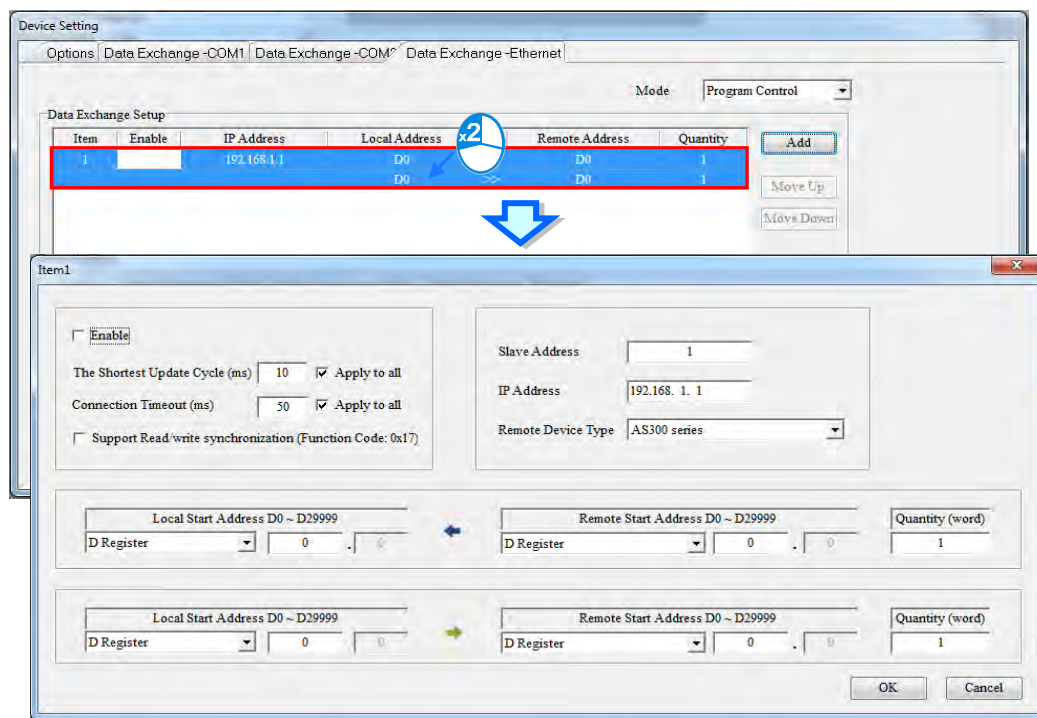 Device Setting
Options Data Exchange -COM1 Data Exchange -COM2 Data Exchange -Ethernet
Mode Program Control
Data Exchange Setup
Item Enable IP Address Local Address Remote Address Quantity
x2
Add
1 192.168.1.1 D0 D0 1
D0 >> D0 1
Move Up
Move Down
Item1
Enable
The Shortest Update Cycle (ms) 10 Apply to all
Connection Timeout (ms) 50 Apply to all
Support Read/write synchronization (Function Code: 0x17)
Slave Address 1
IP Address 192.168. 1. 1
Remote Device Type AS300 series
Local Start Address D0 ~ D29999 Remote Start Address D0 ~ D29999 Quantity (word)
D Register 0 . 0 D Register 0 . 0 1
Local Start Address D0 ~ D29999 Remote Start Address D0 ~ D29999 Quantity (word)
D Register 0 . 0 D Register 0 . 0 1
OK Cancel